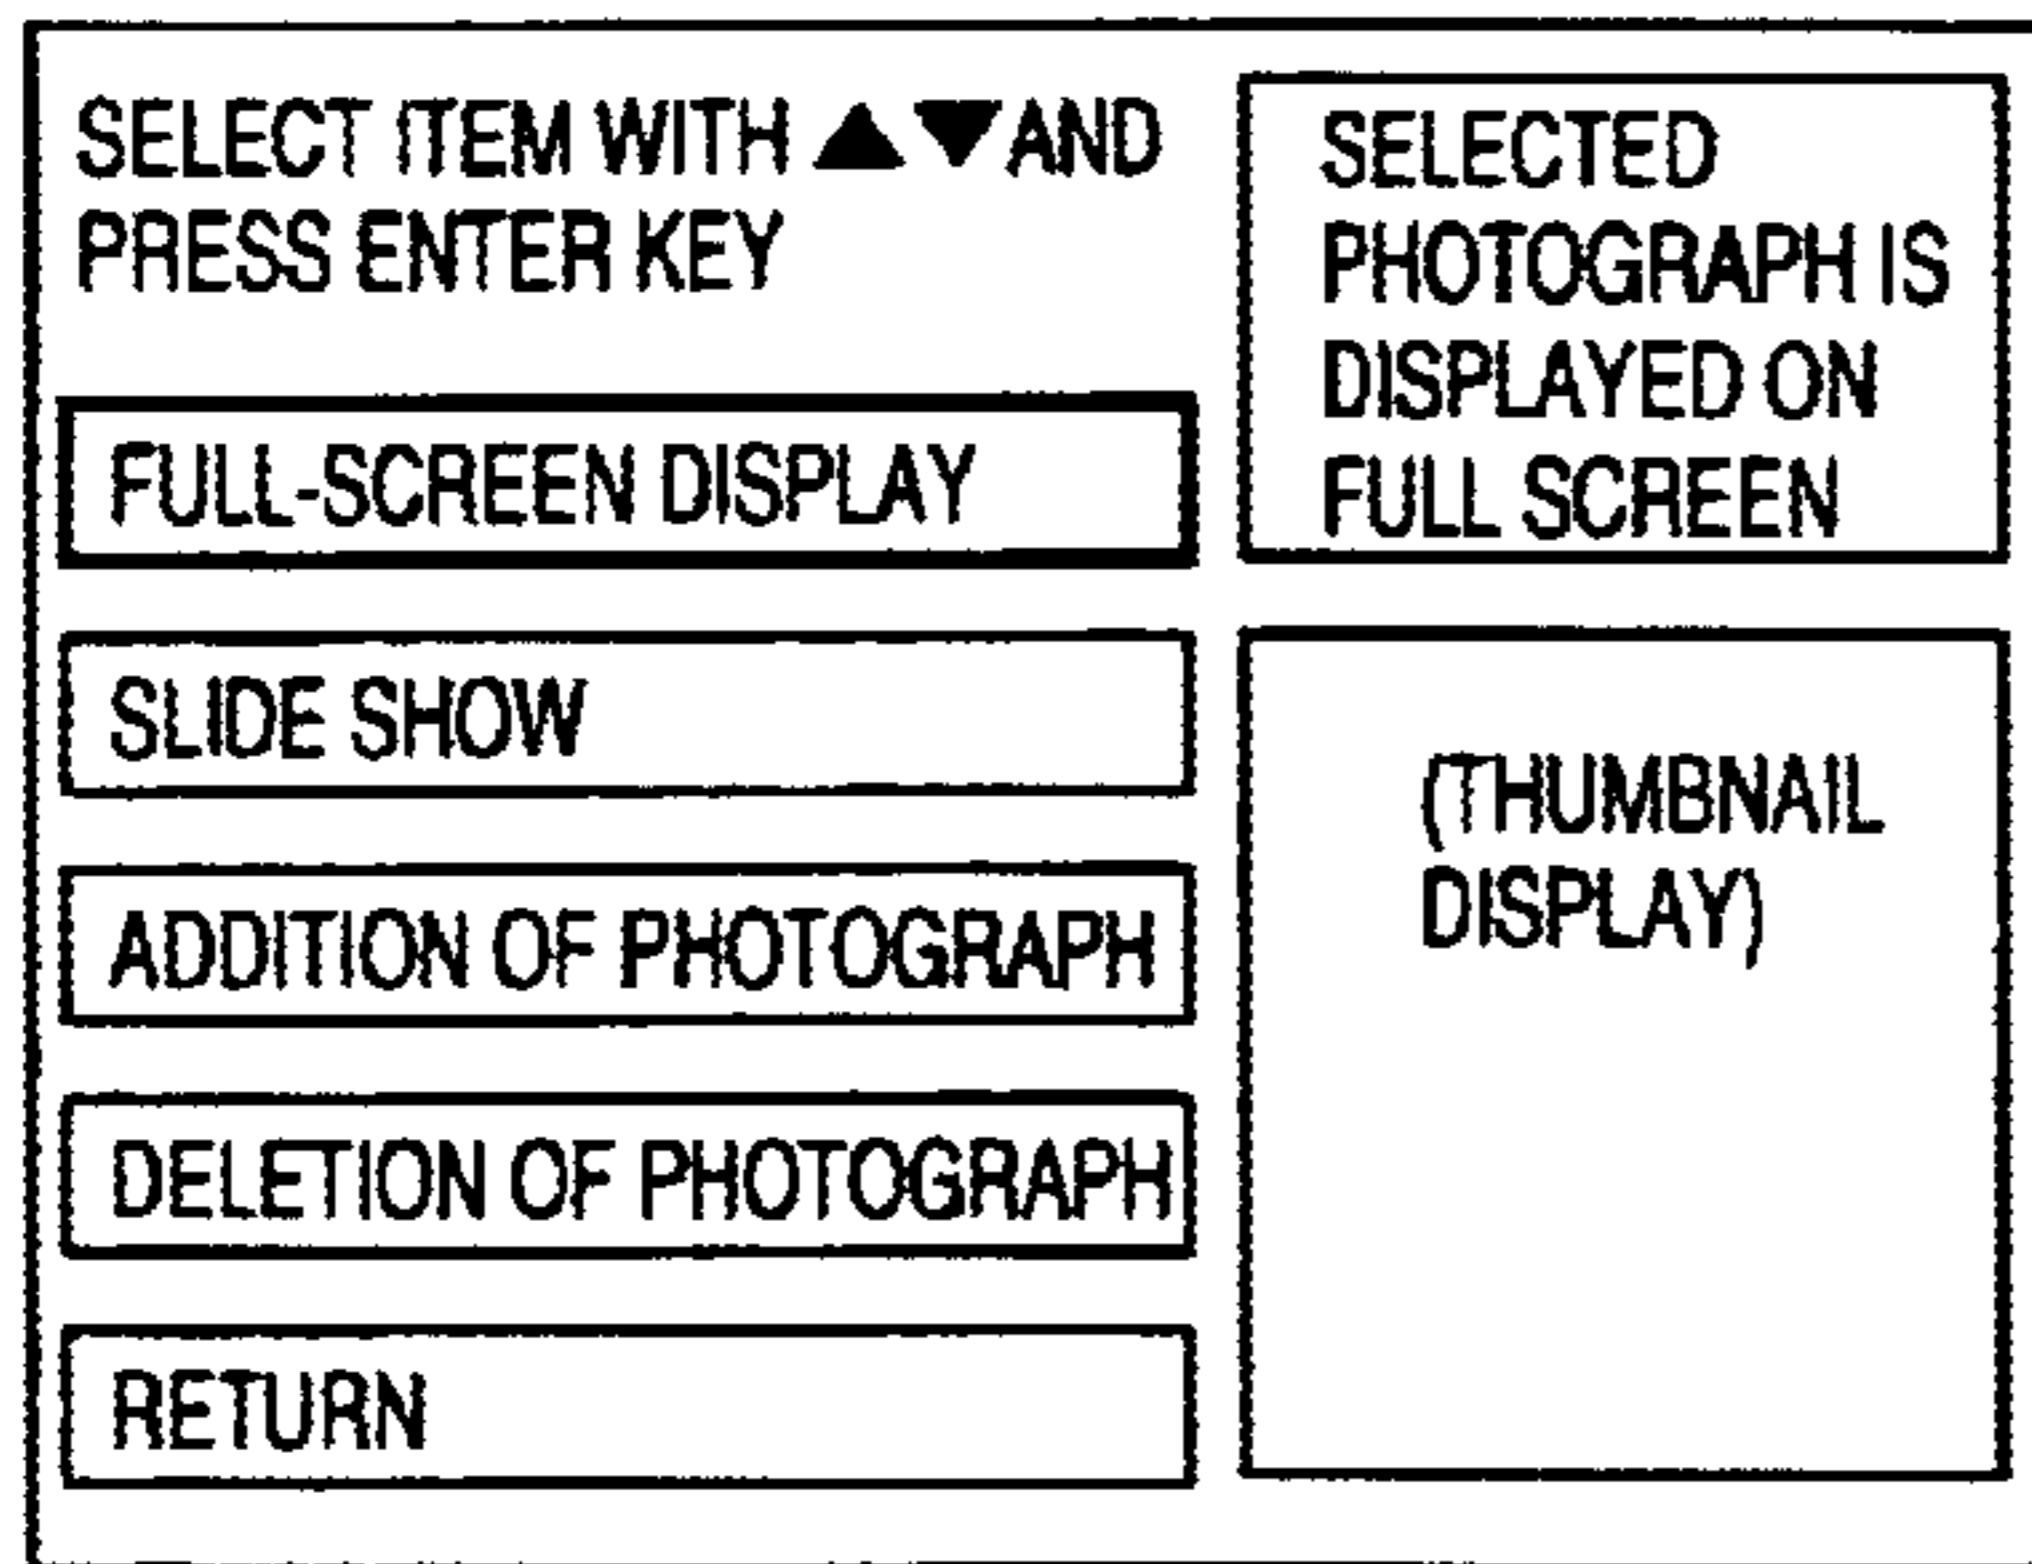 SELECT ITEM WITH ▲▼AND
PRESS ENTER KEY
FULL-SCREEN DISPLAY
SLIDE SHOW
ADDITION OF PHOTOGRAPH
DELETION OF PHOTOGRAPH
RETURN
SELECTED
PHOTOGRAPH IS
DISPLAYED ON
FULL SCREEN
(THUMBNAIL
DISPLAY)